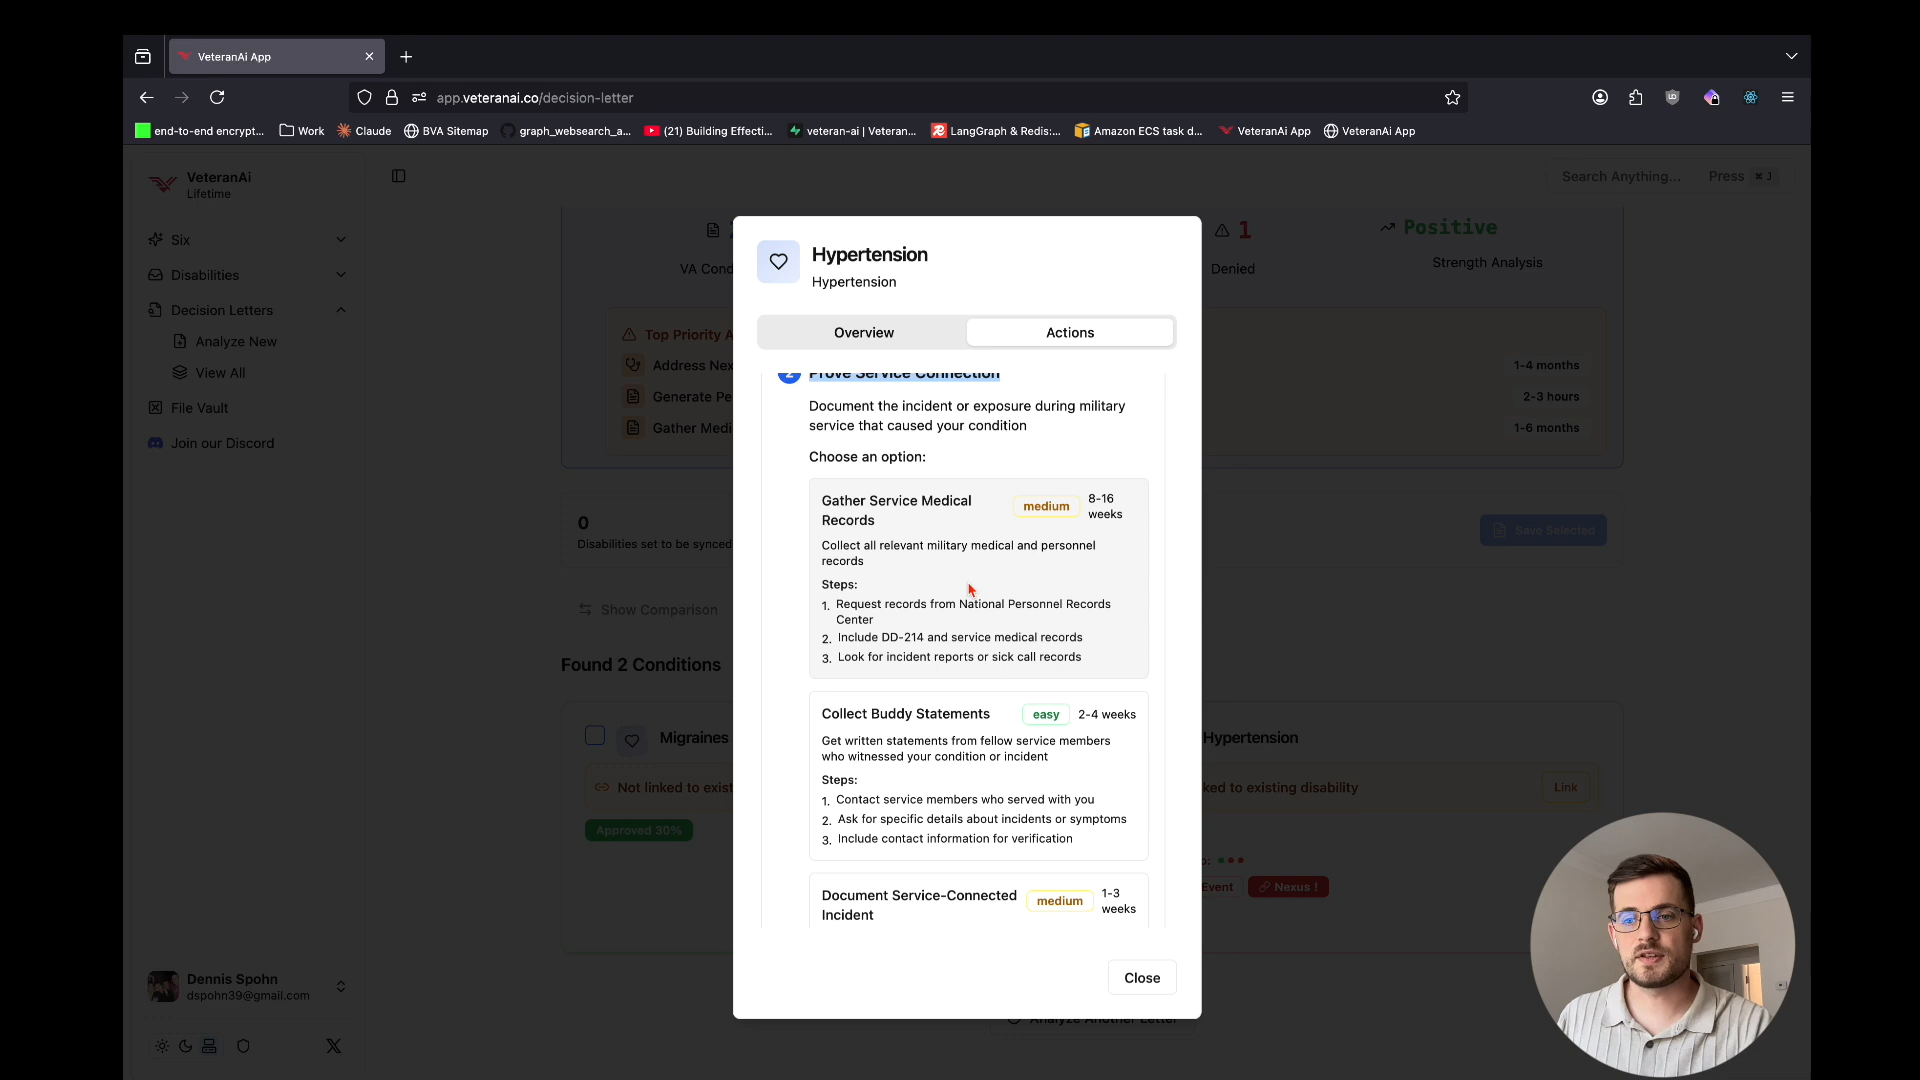 VeteranAi App
app.veteranai.co/decision-letter
end-to-end encrypt...
Work
Claude
BVA Sitemap
graph_websearch_a...
(21) Building Effecti...
veteran-ai | Veteran...
LangGraph & Redis:...
Amazon ECS task d...
VeteranAi App
VeteranAi App
VeteranAi
Lifetime
Search Anything...
Press ⌘ J
Six
Disabilities
Decision Letters
Analyze New
View All
File Vault
Join our Discord
VA Cond
1
Denied
Positive
Strength Analysis
Top Priority A
Address Nex
1-4 months
Generate Pe
2-3 hours
Gather Medi
1-6 months
0
Disabilities set to be synced
Save Selected
Show Comparison
Found 2 Conditions
Migraines
Hypertension
Not linked to exist
ked to existing disability
Link
Approved 30%
Event
Nexus !
Analyze Another Letter
Hypertension
Hypertension
Overview
Actions
2 Prove Service Connection
Document the incident or exposure during military
service that caused your condition
Choose an option:
Gather Service Medical
Records
medium
8-16
weeks
Collect all relevant military medical and personnel
records
Steps:
1. Request records from National Personnel Records
Center
2. Include DD-214 and service medical records
3. Look for incident reports or sick call records
Collect Buddy Statements
easy
2-4 weeks
Get written statements from fellow service members
who witnessed your condition or incident
Steps:
1. Contact service members who served with you
2. Ask for specific details about incidents or symptoms
3. Include contact information for verification
Document Service-Connected
Incident
medium
1-3
weeks
Close
Dennis Spohn
dspohn39@gmail.com